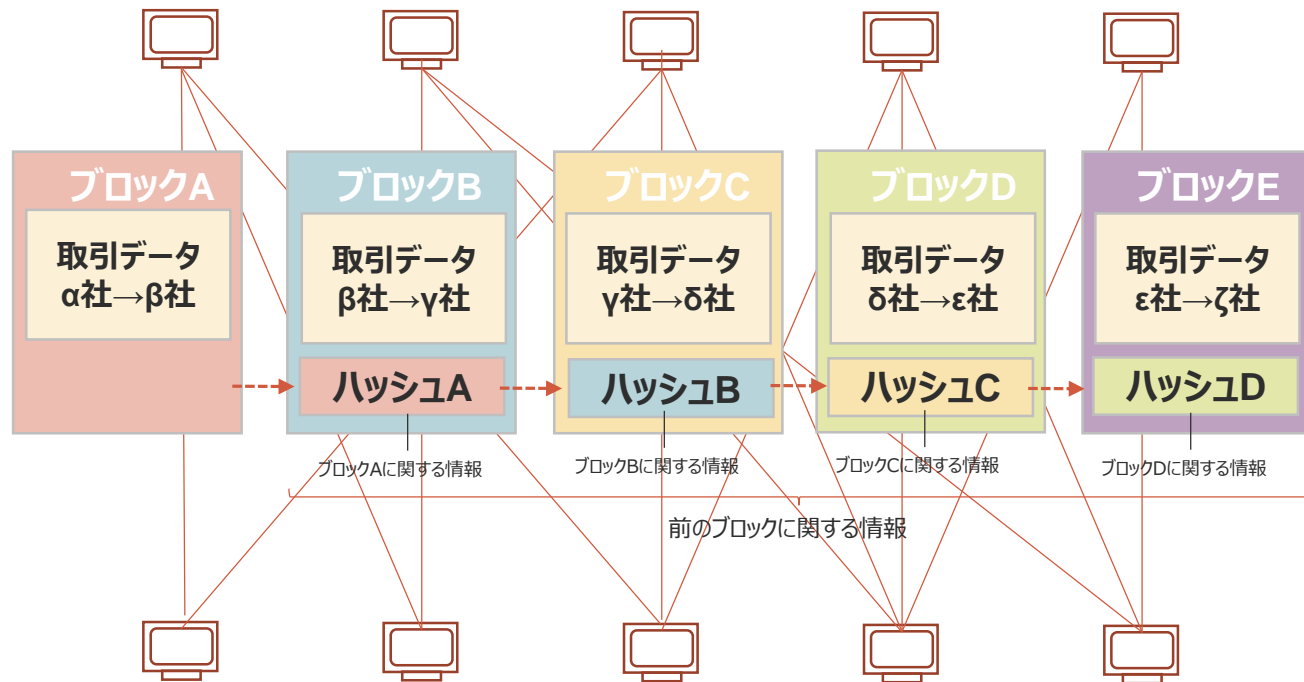 ブロックA
取引データ
α社→β社
ブロックB
取引データ
β社→γ社
ハッシュA
ブロックAに関する情報
ブロックC
取引データ
γ社→δ社
ハッシュB
ブロックBに関する情報
ブロックD
取引データ
δ社→ε社
ハッシュC
ブロックCに関する情報
ブロックE
取引データ
ε社→ζ社
ハッシュD
ブロックDに関する情報
前のブロックに関する情報